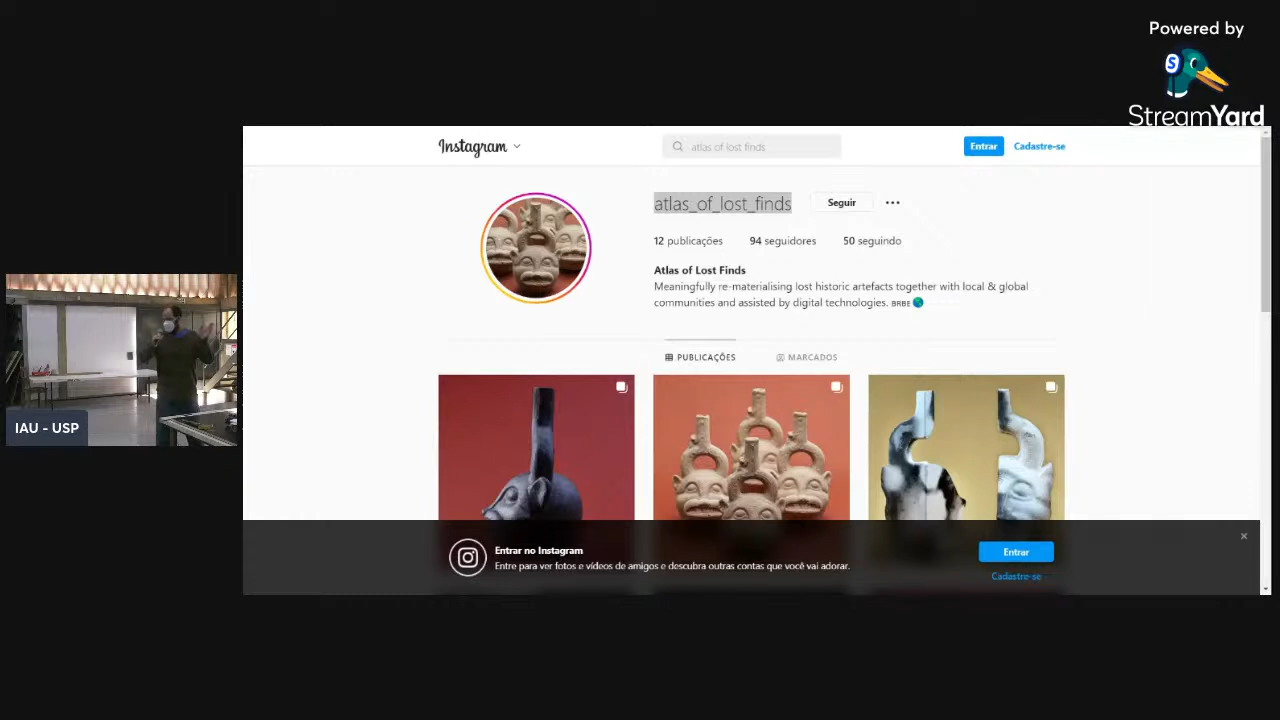 Powered by
StreamYard
Instagram
atlas of lost finds
Entrar
Cadastre-se
atlas_of_lost_finds
Seguir
12 publicações
94 seguidores
50 seguindo
Atlas of Lost Finds
Meaningfully re-materialising lost historic artefacts together with local & global
communities and assisted by digital technologies. BRBE
PUBLICAÇÕES
MARCADOS
IAU - USP
Entrar no Instagram
Entre para ver fotos e vídeos de amigos e descubra outras contas que você vai adorar.
Entrar
Cadastre-se